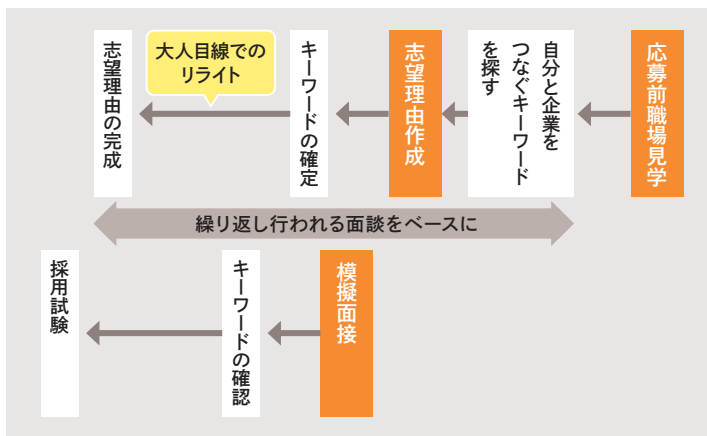 応募前職場見学
自分と企業を
つなぐキーワード
を探す
志望理由作成
キーワードの確定
大人目線での
リライト
志望理由の完成
繰り返し行われる面談をベースに
模擬面接
キーワードの確認
採用試験